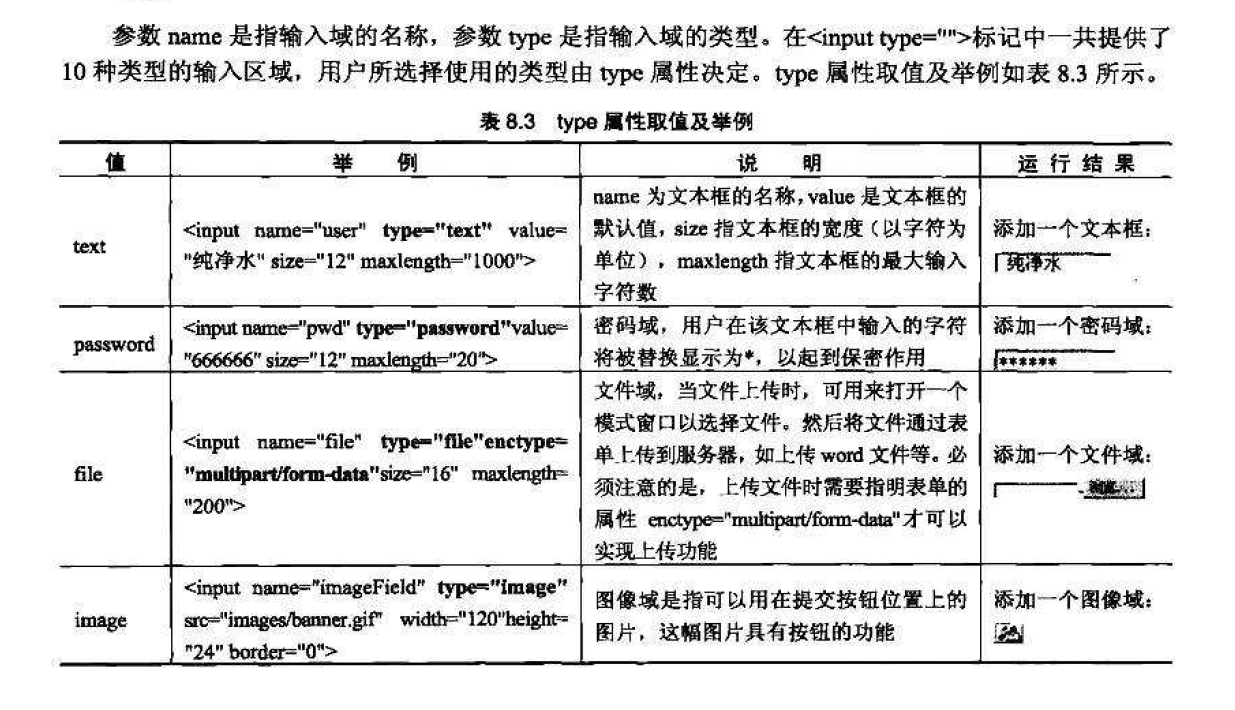 参数 name 是指输入域的名称，参数 type 是指输入域的类型。在<input type="">标记中一共提供了
10 种类型的输入区域，用户所选择使用的类型由 type 属性决定。type 属性取值及举例如表 8.3 所示。
表 8.3 type 属性取值及举例
值 举 例 说 明 运 行 结 果
text
<input name="user" type="text" value=
"纯净水" size="12" maxlength="1000">
name 为文本框的名称，value 是文本框的
默认值，size 指文本框的宽度（以字符为
单位），maxlength 指文本框的最大输入
字符数
添加一个文本框：
纯净水
password
<input name="pwd" type="password"value=
"666666" size="12" maxlength="20">
密码域，用户在该文本框中输入的字符
将被替换显示为*，以起到保密作用
添加一个密码域：
******
file
<input name="file" type="file"enctype=
"multipart/form-data"size="16" maxlength=
"200">
文件域，当文件上传时，可用来打开一个
模式窗口以选择文件。然后将文件通过表
单上传到服务器，如上传 word 文件等。必
须注意的是，上传文件时需要指明表单的
属性 enctype="multipart/form-data"才可以
实现上传功能
添加一个文件域：
image
<input name="imageField" type="image"
src="images/banner.gif" width="120"height=
"24" border="0">
图像域是指可以用在提交按钮位置上的
图片，这幅图片具有按钮的功能
添加一个图像域：